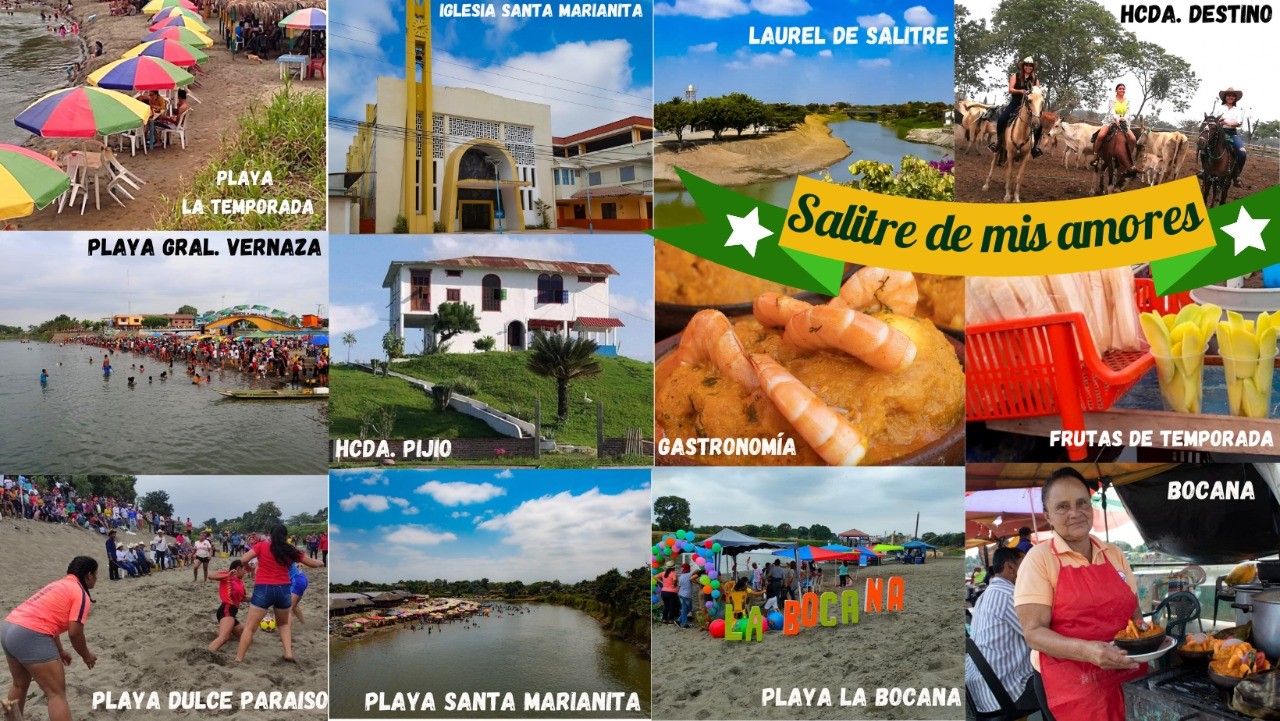 PLAYA
LA TEMPORADA
IGLESIA SANTA MARIANITA
LAUREL DE SALITRE
HCDA. DESTINO
Salitre de mis amores
PLAYA GRAL. VERNAZA
HCDA. PIJIO
GASTRONOMÍA
FRUTAS DE TEMPORADA
PLAYA DULCE PARAISO
PLAYA SANTA MARIANITA
LA BOCANA
PLAYA LA BOCANA
BOCANA